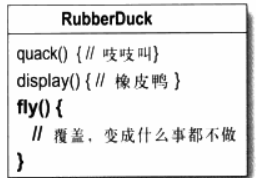 RubberDuck
quack() {// 吱吱叫}
display() {// 橡皮鸭 }
fly() {
// 覆盖，变成什么事都不做
}